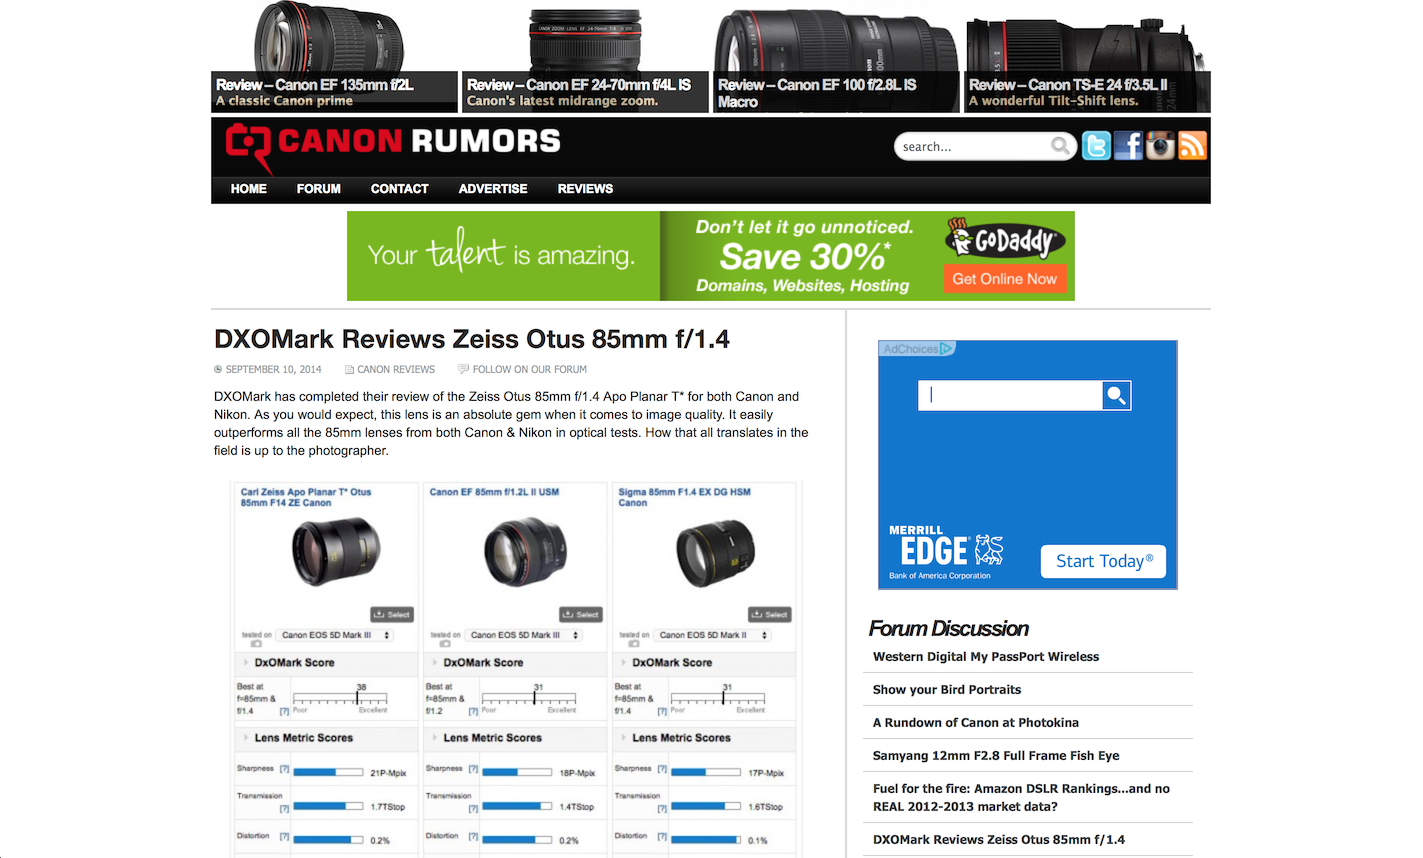 Review – Canon EF 135mm f/2L
A classic Canon prime
Review – Canon EF 24-70mm f/4L IS
Canon's latest midrange zoom.
Review – Canon EF 100 f/2.8L IS
Macro
Review – Canon TS-E 24 f/3.5L II
A wonderful Tilt-Shift lens.
CANON RUMORS
search...
HOME FORUM CONTACT ADVERTISE REVIEWS
Your talent is amazing.
Don't let it go unnoticed.
Save 30%*
Domains, Websites, Hosting
GoDaddy
Get Online Now
DXOMark Reviews Zeiss Otus 85mm f/1.4
SEPTEMBER 10, 2014 CANON REVIEWS FOLLOW ON OUR FORUM
DXOMark has completed their review of the Zeiss Otus 85mm f/1.4 Apo Planar T* for both Canon and
Nikon. As you would expect, this lens is an absolute gem when it comes to image quality. It easily
outperforms all the 85mm lenses from both Canon & Nikon in optical tests. How that all translates in the
field is up to the photographer.
Carl Zeiss Apo Planar T* Otus
85mm F14 ZE Canon
Select
tested on Canon EOS 5D Mark III
DxOMark Score
Best at
f=85mm &
f/1.4 [?]
38
Poor Excellent
Lens Metric Scores
Sharpness [?] 21P-Mpix
Transmission
[?] 1.7TStop
Distortion [?] 0.2%
Canon EF 85mm f/1.2L II USM
Select
tested on Canon EOS 5D Mark III
DxOMark Score
Best at
f=85mm &
f/1.2 [?]
31
Poor Excellent
Lens Metric Scores
Sharpness [?] 18P-Mpix
Transmission
[?] 1.4TStop
Distortion [?] 0.2%
Sigma 85mm F1.4 EX DG HSM
Canon
Select
tested on Canon EOS 5D Mark II
DxOMark Score
Best at
f=85mm &
f/1.4 [?]
31
Poor Excellent
Lens Metric Scores
Sharpness [?] 17P-Mpix
Transmission
[?] 1.6TStop
Distortion [?] 0.1%
AdChoices
MERRILL
EDGE®
Bank of America Corporation
Start Today®
Forum Discussion
Western Digital My PassPort Wireless
Show your Bird Portraits
A Rundown of Canon at Photokina
Samyang 12mm F2.8 Full Frame Fish Eye
Fuel for the fire: Amazon DSLR Rankings...and no
REAL 2012-2013 market data?
DXOMark Reviews Zeiss Otus 85mm f/1.4